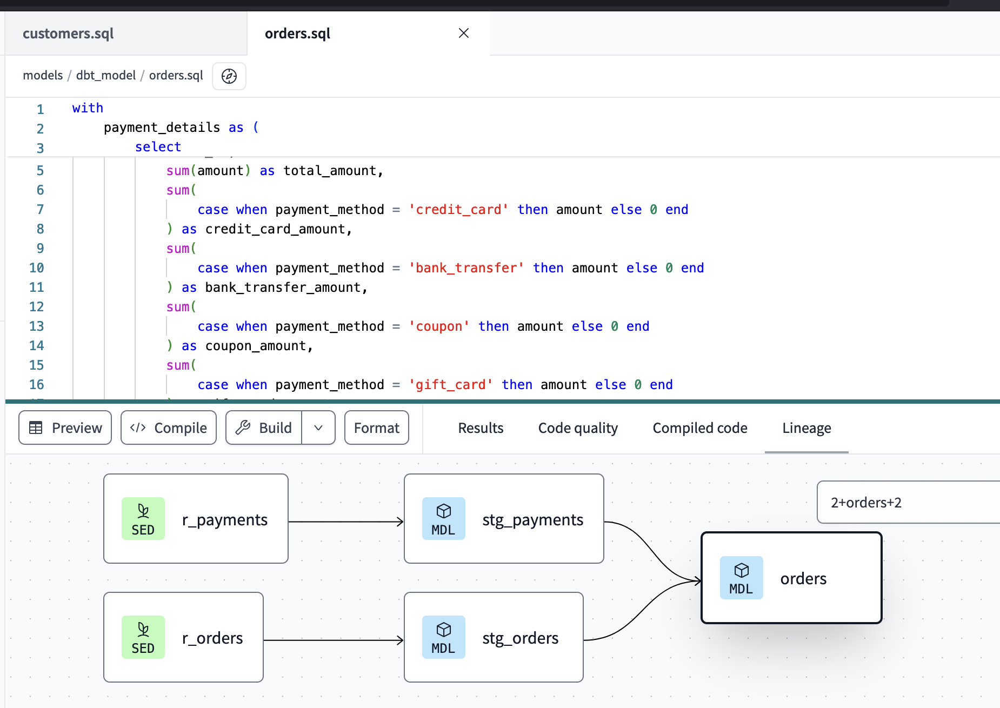 customers.sql
orders.sql
models / dbt_model / orders.sql
1 with
2 payment_details as (
3 select
5 sum(amount) as total_amount,
6 sum(
7 case when payment_method = 'credit_card' then amount else 0 end
8 ) as credit_card_amount,
9 sum(
10 case when payment_method = 'bank_transfer' then amount else 0 end
11 ) as bank_transfer_amount,
12 sum(
13 case when payment_method = 'coupon' then amount else 0 end
14 ) as coupon_amount,
15 sum(
16 case when payment_method = 'gift_card' then amount else 0 end
Preview
</> Compile
Build
Format
Results
Code quality
Compiled code
Lineage
SED
r_payments
MDL
stg_payments
2+orders+2
MDL
orders
SED
r_orders
MDL
stg_orders